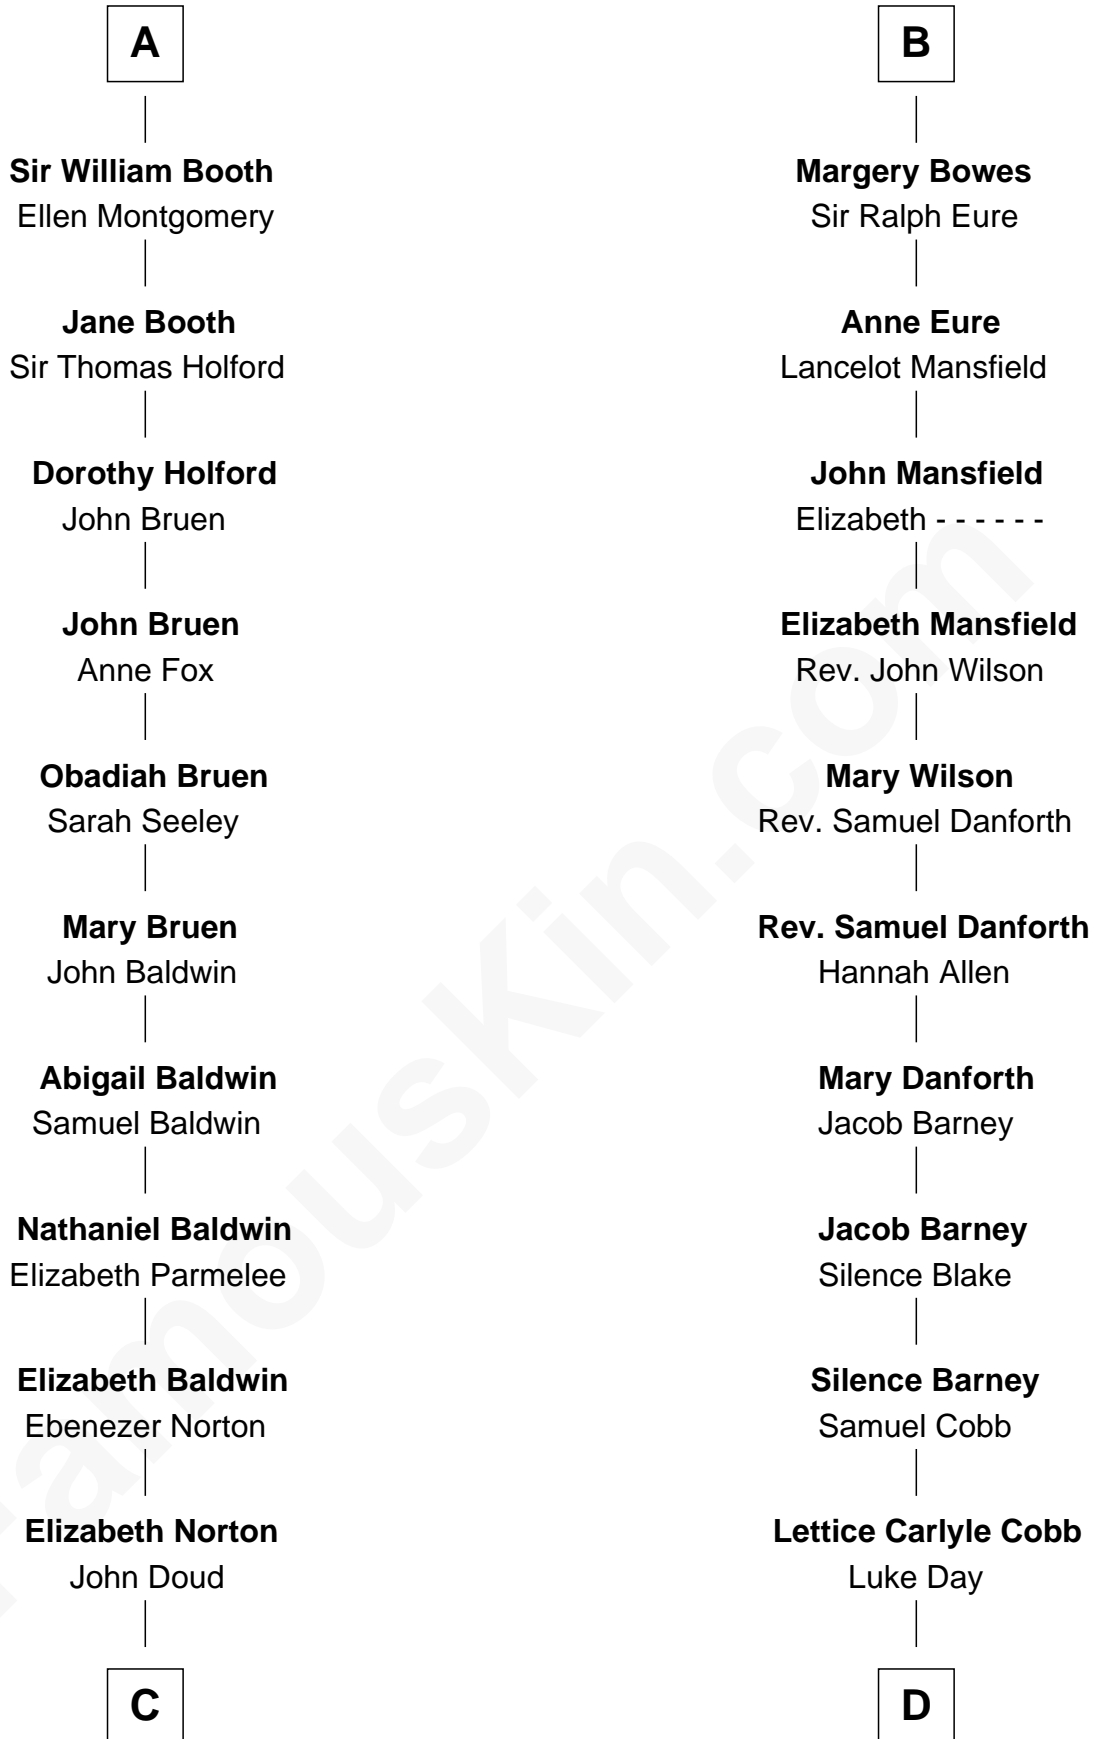 A
Sir William Booth
Ellen Montgomery
Jane Booth
Sir Thomas Holford
Dorothy Holford
John Bruen
John Bruen
Anne Fox
Obadiah Bruen
Sarah Seeley
Mary Bruen
John Baldwin
Abigail Baldwin
Samuel Baldwin
Nathaniel Baldwin
Elizabeth Parmelee
Elizabeth Baldwin
Ebenezer Norton
Elizabeth Norton
John Doud
C
B
Margery Bowes
Sir Ralph Eure
Anne Eure
Lancelot Mansfield
John Mansfield
Elizabeth - - - - - -
Elizabeth Mansfield
Rev. John Wilson
Mary Wilson
Rev. Samuel Danforth
Rev. Samuel Danforth
Hannah Allen
Mary Danforth
Jacob Barney
Jacob Barney
Silence Blake
Silence Barney
Samuel Cobb
Lettice Carlyle Cobb
Luke Day
D
FamousKin.com